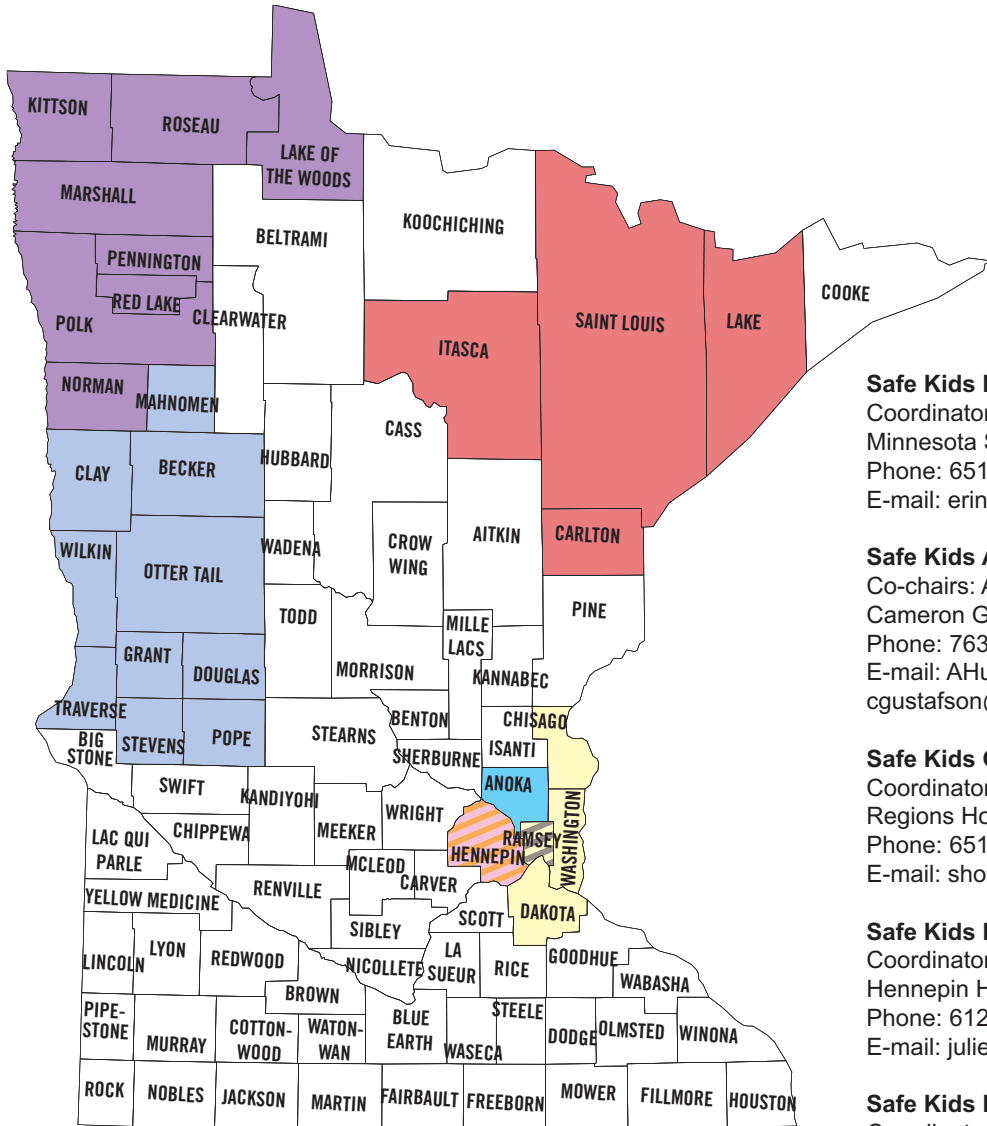 KITTSON
ROSEAU
LAKE OF
THE WOODS
MARSHALL
KOOCHICHING
BELTRAMI
PENNINGTON
RED LAKE
CLEARWATER
POLK
SAINT LOUIS
LAKE
COOKE
ITASCA
NORMAN
MAHNOMEN
CASS
HUBBARD
CLAY
BECKER
WILKIN
OTTER TAIL
WADENA
CROW
WING
AITKIN
CARLTON
PINE
TODD
MILLE
LACS
GRANT
DOUGLAS
MORRISON
KANNABEC
TRAVERSE
BIG
STONE
STEVENS
POPE
STEARNS
BENTON
CHISAGO
ISANTI
SHERBURNE
SWIFT
KANDIYOHI
MEEKER
WRIGHT
ANOKA
LAC QUI
PARLE
CHIPPEWA
HENNEPIN
RAMSEY
WASHINGTON
MCLEOD
CARVER
RENVILLE
YELLOW MEDICINE
SCOTT
DAKOTA
SIBLEY
LINCOLN
LYON
REDWOOD
NICOLLETE
LA
SUEUR
RICE
GOODHUE
WABASHA
BROWN
PIPE-
STONE
MURRAY
COTTON-
WOOD
WATON-
WAN
BLUE
EARTH
WASECA
STEELE
DODGE
OLMSTED
WINONA
ROCK
NOBLES
JACKSON
MARTIN
FAIRBAULT
FREEBORN
MOWER
FILLMORE
HOUSTON
Safe Kids
Coordinator
Minnesota S
Phone: 651
E-mail: erin
Safe Kids A
Co-chairs: A
Cameron G
Phone: 763
E-mail: AHu
cgustafson@
Safe Kids
Coordinator
Regions Ho
Phone: 651
E-mail: sho
Safe Kids
Coordinator
Hennepin H
Phone: 612
E-mail: julie
Safe Kids